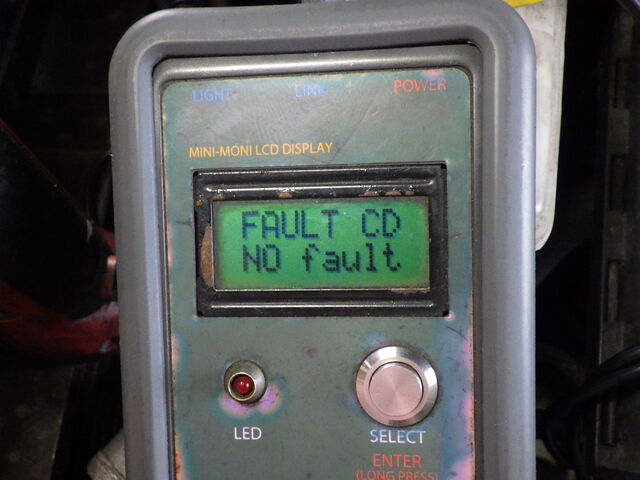 LIGHT LINK POWER
MINI-MONI LCD DISPLAY
FAULT CD
NO fault
LED
SELECT
ENTER
(LONG PRESS)